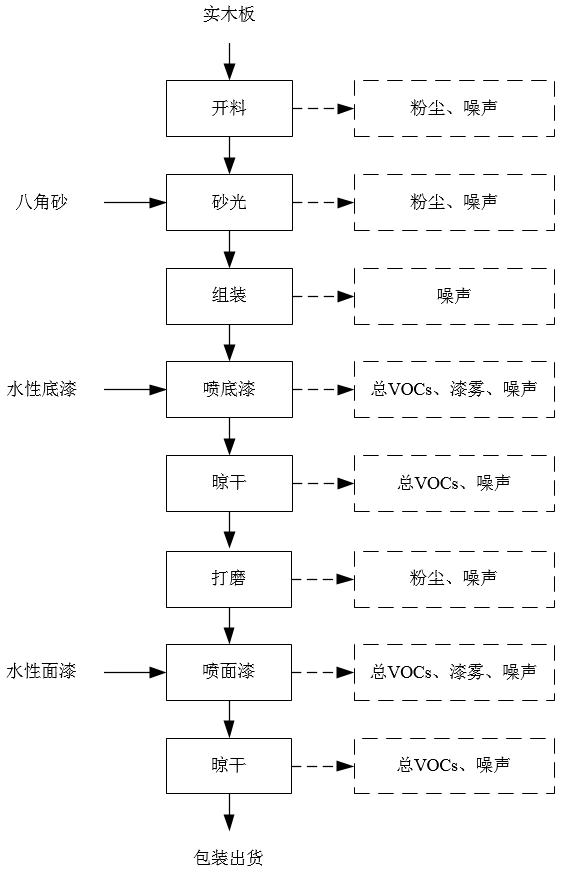 实木板
开料
粉尘、噪声
八角砂
砂光
粉尘、噪声
组装
噪声
水性底漆
喷底漆
总VOCs、漆雾、噪声
晾干
总VOCs、噪声
打磨
粉尘、噪声
水性面漆
喷面漆
总VOCs、漆雾、噪声
晾干
总VOCs、噪声
包装出货